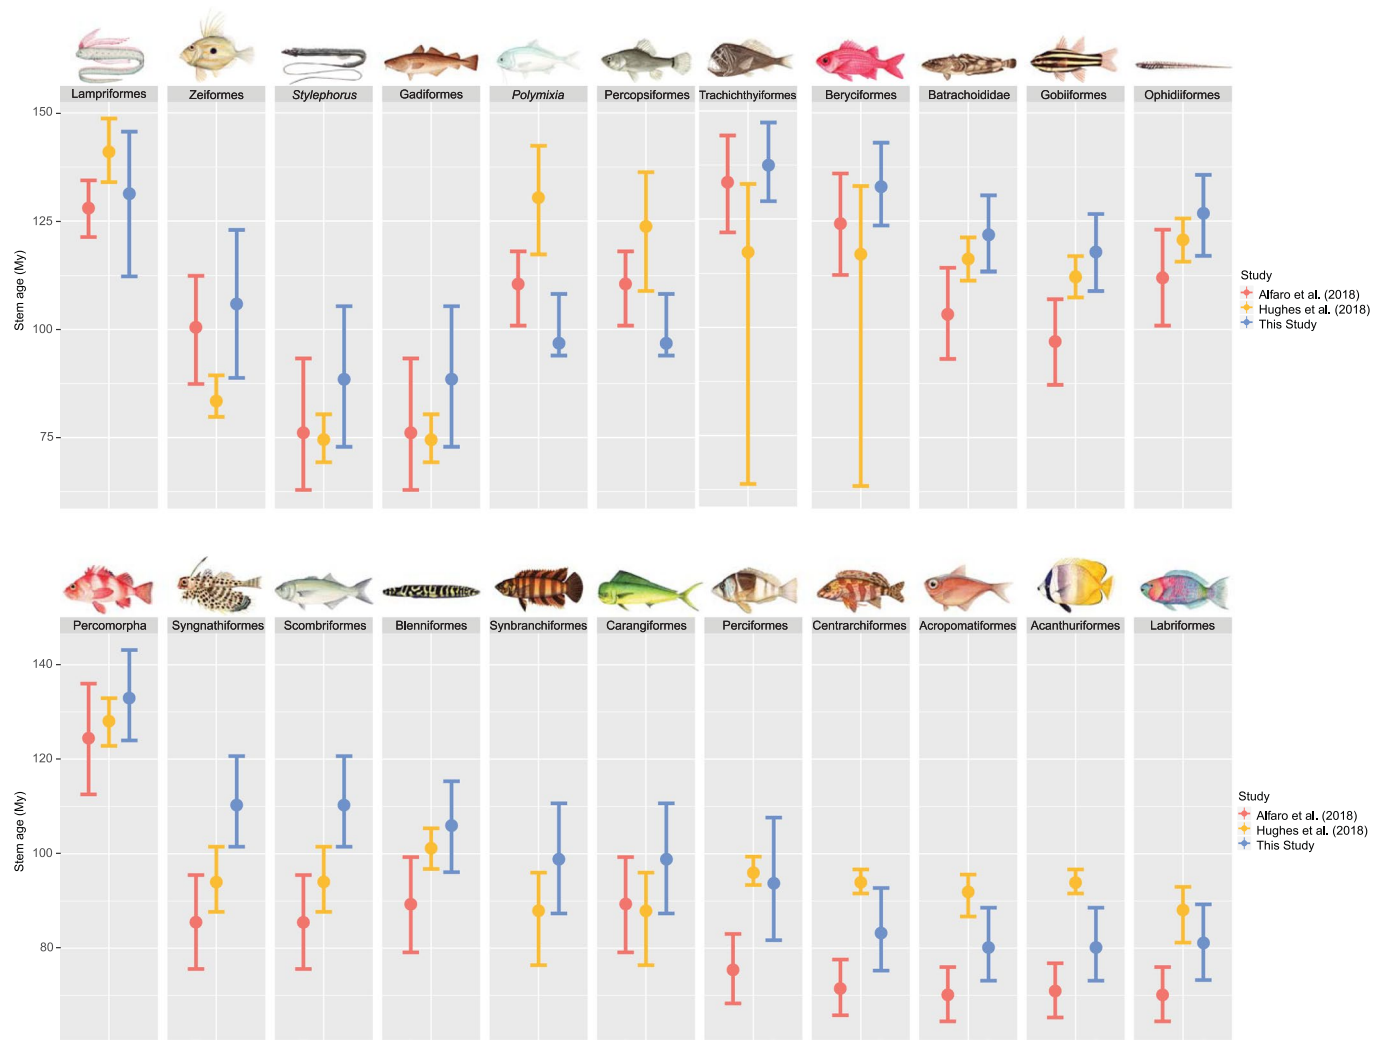 Lampriformes Zeiformes Stylephorus Gadiformes Polymixia Percopsiformes Trachichthyiformes Beryciformes Batrachoididae Gobiiformes Ophidiiformes
150
125
100
75
Stem age (My)
Study
Alfaro et al. (2018)
Hughes et al. (2018)
This Study
Percomorpha Syngnathiformes Scombriformes Blenniformes Synbranchiformes Carangiformes Perciformes Centrarchiformes Acropomatiformes Acanthuriformes Labriformes
140
120
100
80
Stem age (My)
Study
Alfaro et al. (2018)
Hughes et al. (2018)
This Study